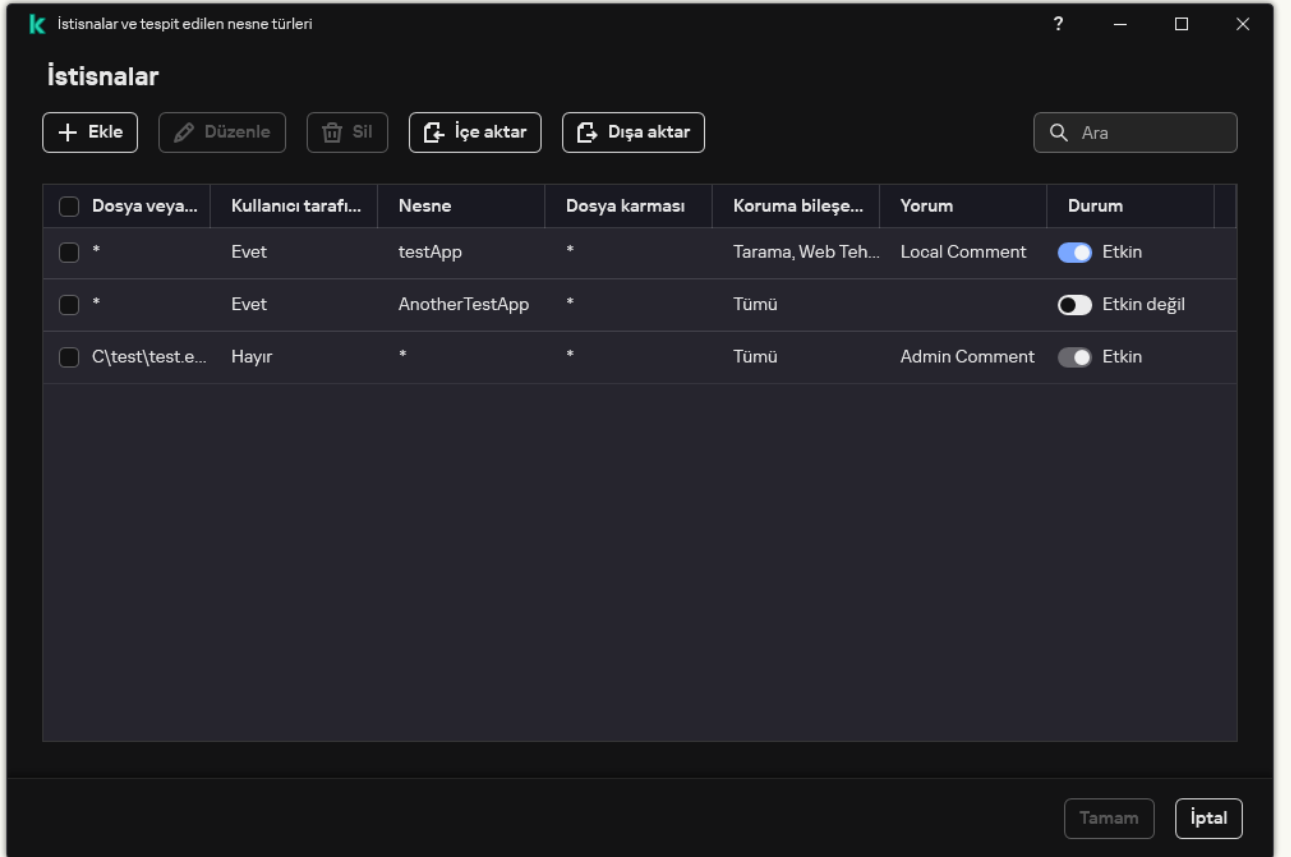 İstisnalar ve tespit edilen nesne türleri ?
İstisnalar
Ekle Düzenle Sil İçe aktar Dışa aktar Ara
Dosya veya... Kullanıcı tarafı... Nesne Dosya karması Koruma bileşe... Yorum Durum
* Evet testApp * Tarama, Web Teh... Local Comment Etkin
* Evet AnotherTestApp * Tümü Etkin değil
C\test\test.e... Hayır * * Tümü Admin Comment Etkin
Tamam İptal